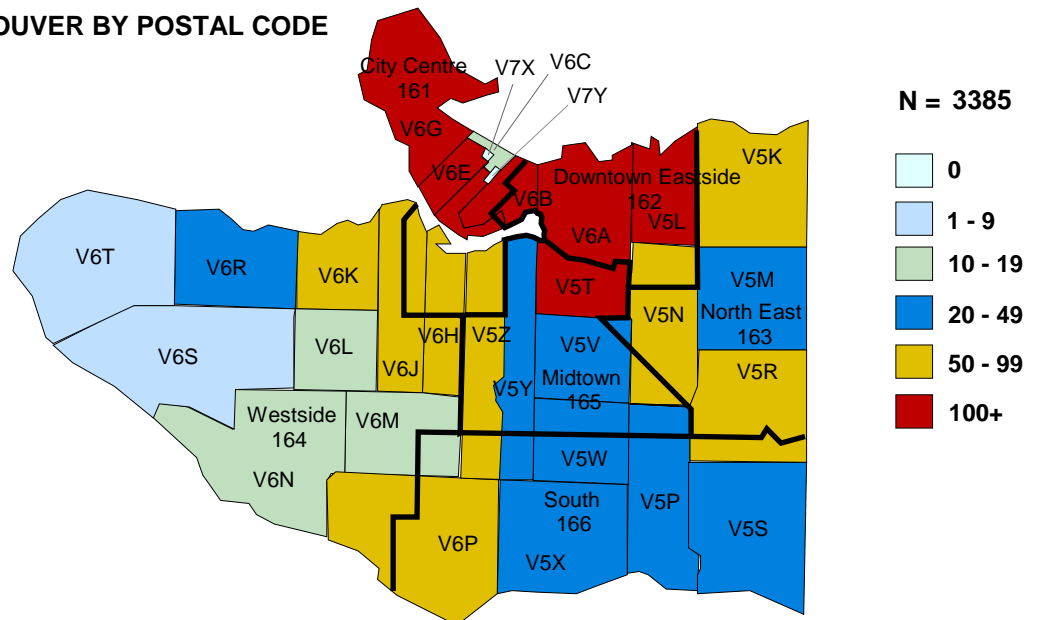 OUVER BY POSTAL CODE
City Centre
161
V7X
V6C
V7Y
V6G
V6E
V6B
Downtown Eastside
162
V6A
V5L
V5K
V6T
V6R
V6K
V5T
V5M
North East
163
V6S
V6L
V6J
V6H
V5Z
V5Y
V5V
V5N
V5R
Midtown
165
Westside
164
V6M
V6N
V5W
V5P
V5S
South
166
V6P
V5X
N = 3385
0
1 - 9
10 - 19
20 - 49
50 - 99
100+